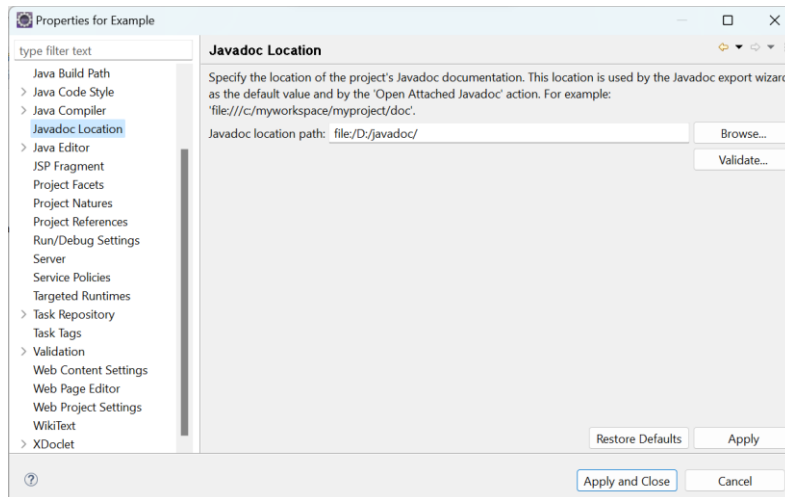 Properties for Example
type filter text
Java Build Path
Java Code Style
Java Compiler
Javadoc Location
Java Editor
JSP Fragment
Project Facets
Project Natures
Project References
Run/Debug Settings
Server
Service Policies
Targeted Runtimes
Task Repository
Task Tags
Validation
Web Content Settings
Web Page Editor
Web Project Settings
WikiText
XDoclet
Javadoc Location
Specify the location of the project's Javadoc documentation. This location is used by the Javadoc export wizard
as the default value and by the 'Open Attached Javadoc' action. For example:
'file:///c:/myworkspace/myproject/doc'.
Javadoc location path: file:/D:/javadoc/ Browse...
Validate...
Restore Defaults Apply
? Apply and Close Cancel